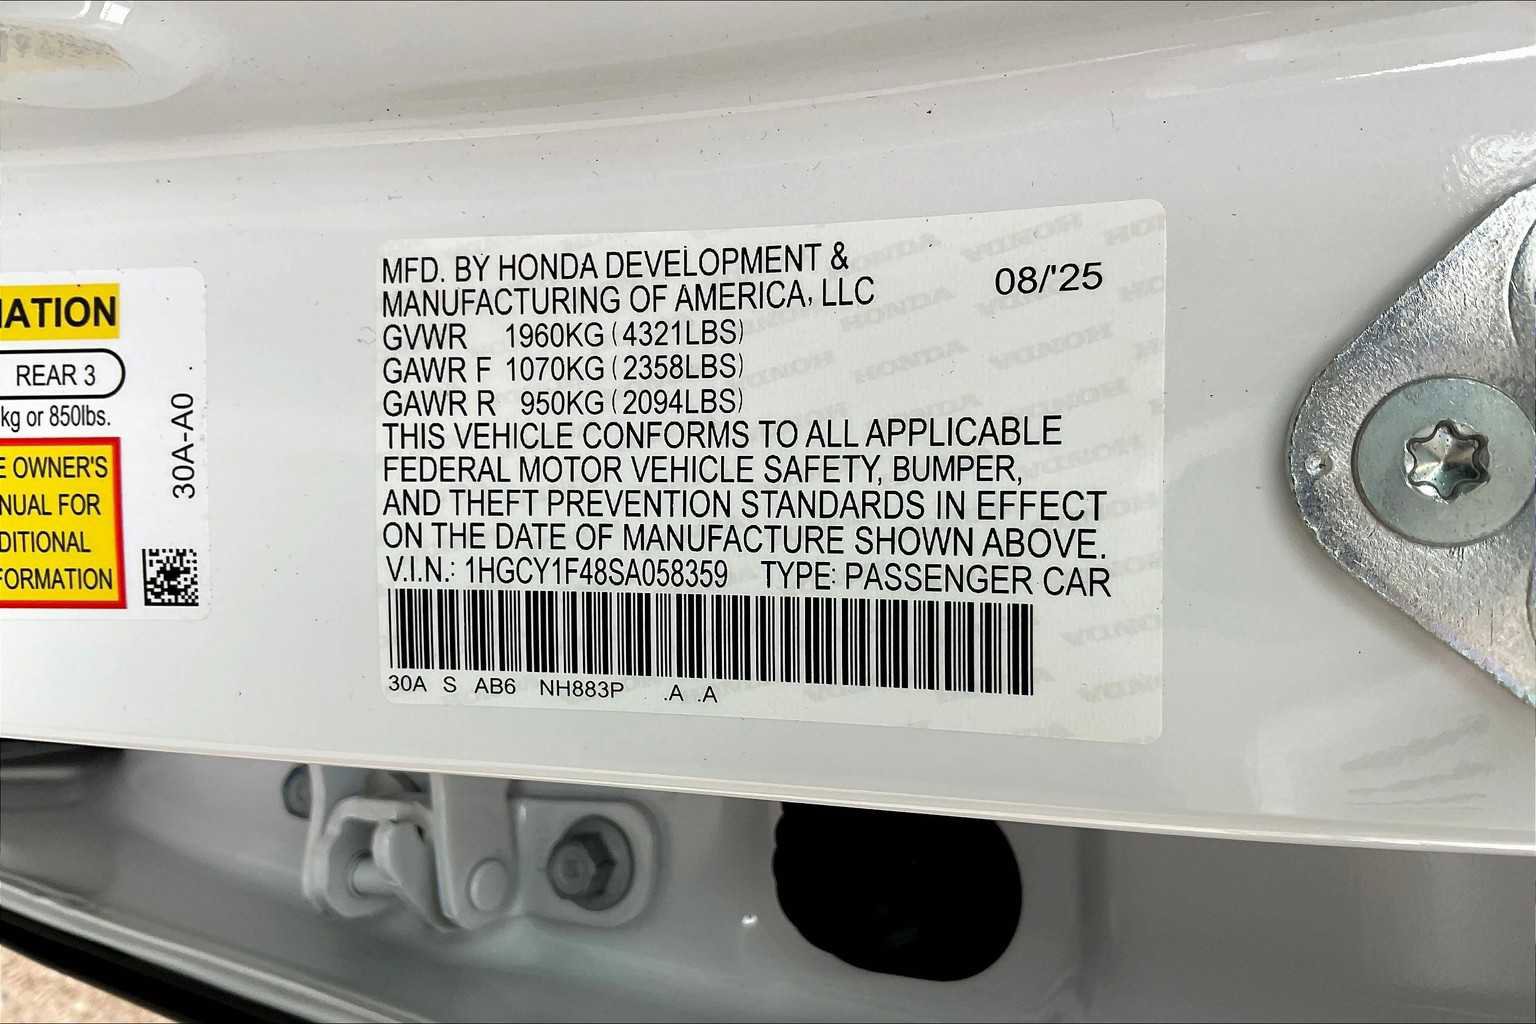 MATION
REAR 3
kg or 850lbs.
E OWNER'S
NUAL FOR
DITIONAL
FORMATION
30A-A0
MFD. BY HONDA DEVELOPMENT &
MANUFACTURING OF AMERICA, LLC
08/'25
GVWR 1960KG (4321LBS)
GAWR F 1070KG (2358LBS)
GAWR R 950KG (2094LBS)
THIS VEHICLE CONFORMS TO ALL APPLICABLE
FEDERAL MOTOR VEHICLE SAFETY, BUMPER,
AND THEFT PREVENTION STANDARDS IN EFFECT
ON THE DATE OF MANUFACTURE SHOWN ABOVE.
V.I.N.: 1HGCY1F48SA058359 TYPE: PASSENGER CAR
30A S AB6 NH883P .A .A